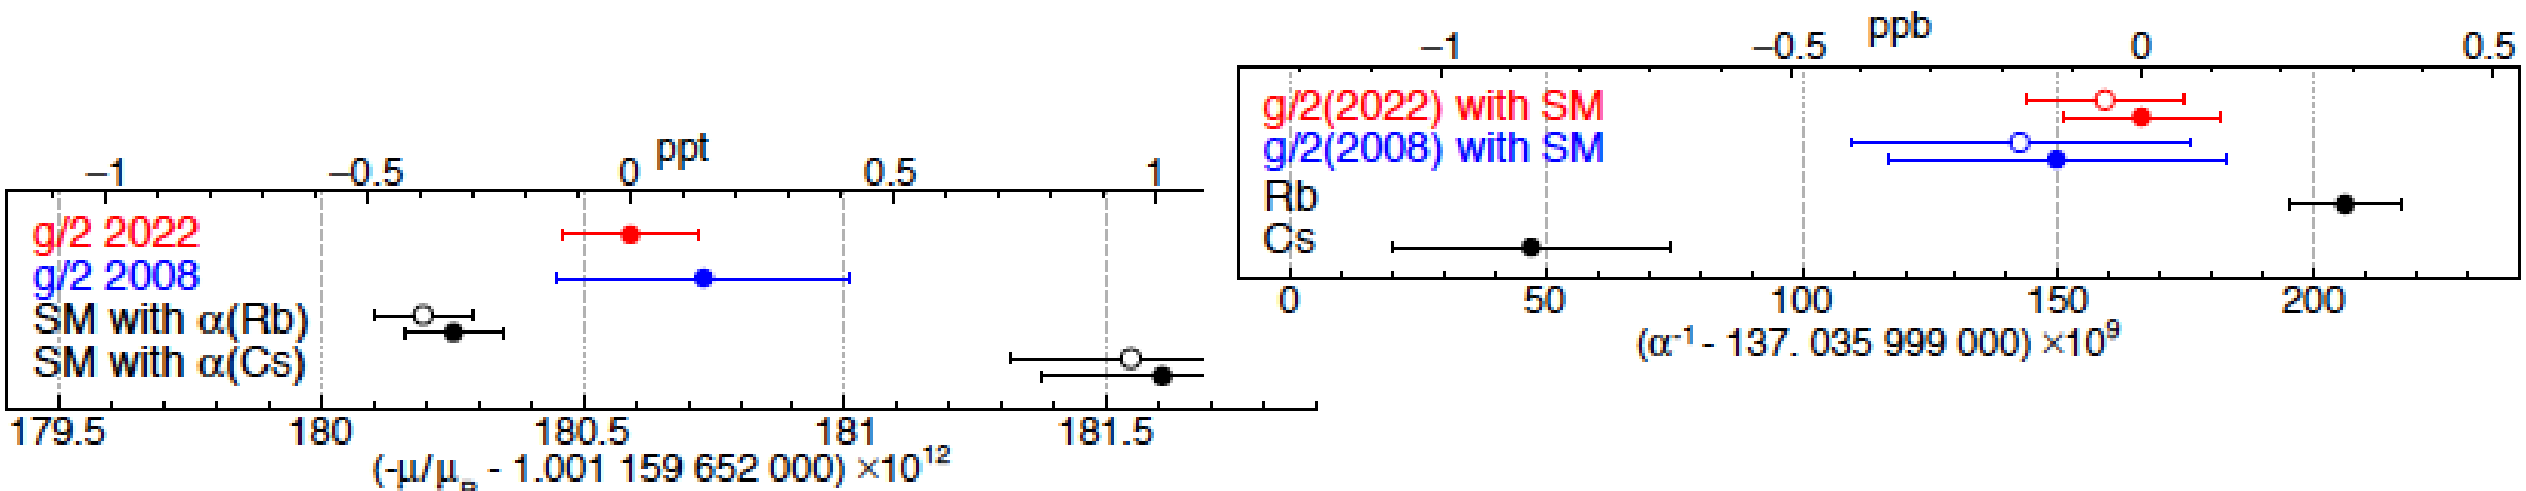 −1 −0.5 0 ppt 0.5 1
g/2 2022
g/2 2008
SM with α(Rb)
SM with α(Cs)
179.5 180 180.5 181 181.5
(-μ/μB - 1.001 159 652 000) ×10¹²
−1 −0.5 ppb 0 0.5
g/2(2022) with SM
g/2(2008) with SM
Rb
Cs
0 50 100 150 200
(α⁻¹ - 137. 035 999 000) ×10⁹